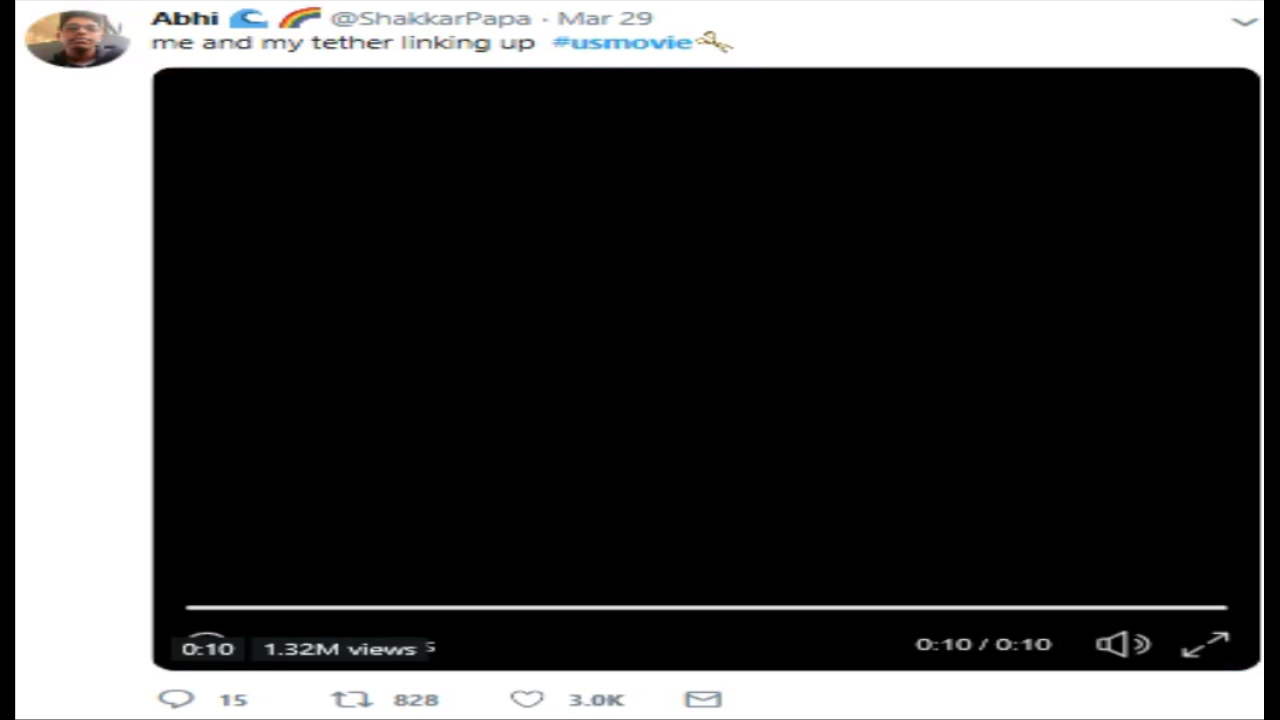 Abhi 🌊 🌈 @ShakkarPapa · Mar 29
me and my tether linking up #usmovie
0:10 1.32M views s 0:10 / 0:10
15 828 3.0K